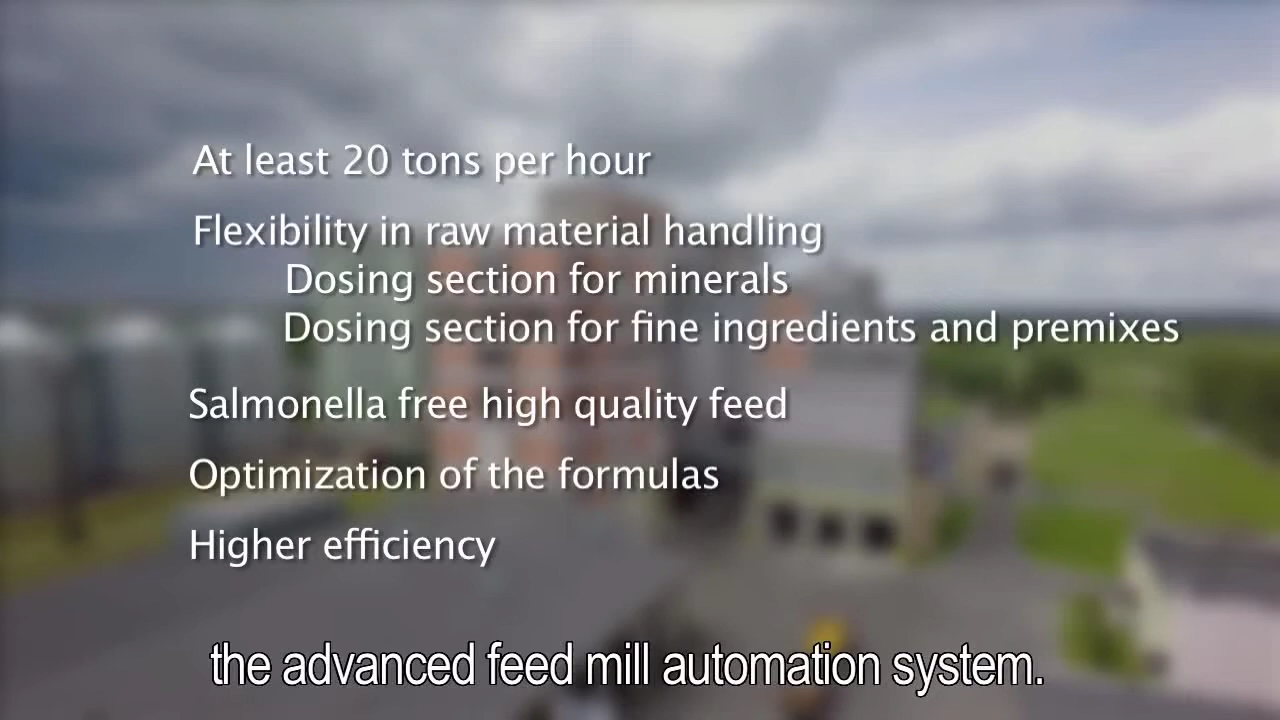 At least 20 tons per hour
Flexibility in raw material handling
Dosing section for minerals
Dosing section for fine ingredients and premixes
Salmonella free high quality feed
Optimization of the formulas
Higher efficiency
the advanced feed mill automation system.